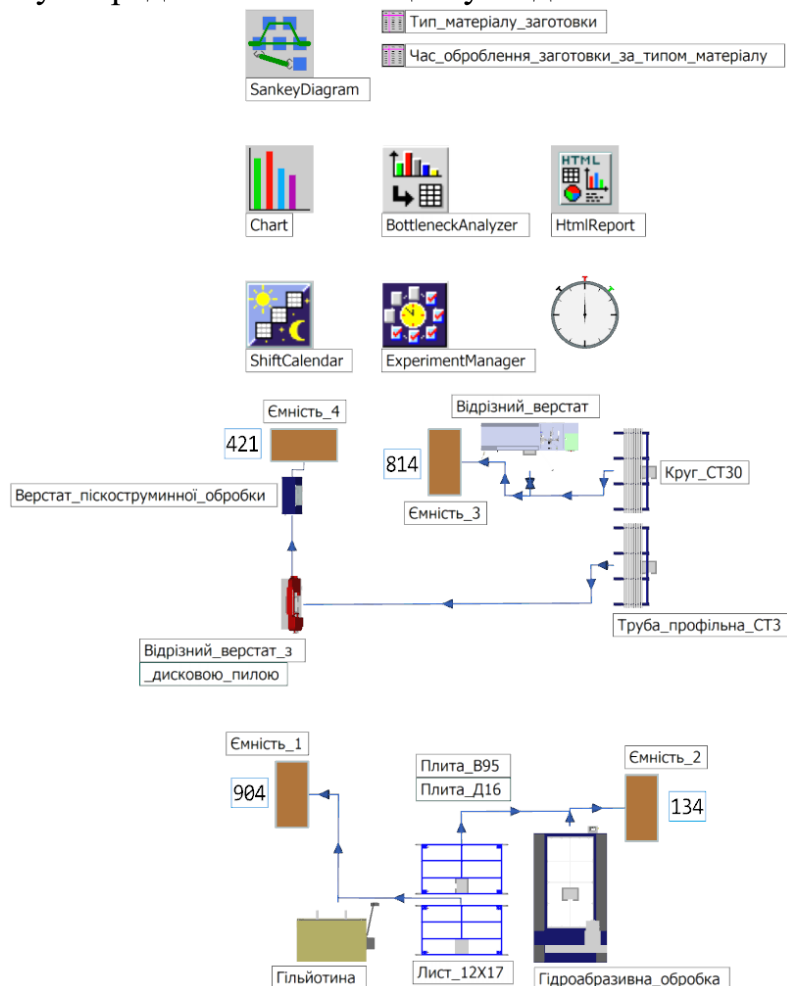 Тип_матеріалу_заготовки
Час_оброблення_заготовки_за_типом_матеріалу
SankeyDiagram
HTML
Chart
BottleneckAnalyzer
HtmlReport
ShiftCalendar
ExperimentManager
Ємність_4
421
Верстат_піскоструминної_обробки
Відрізний_верстат
814
Ємність_3
Круг_СТ30
Труба_профільна_СТ3
Відрізний_верстат_з
_дисковою_пилою
Ємність_1
904
Плита_В95
Плита_Д16
Ємність_2
134
Гільйотина
Лист_12Х17
Гідроабразивна_обробка